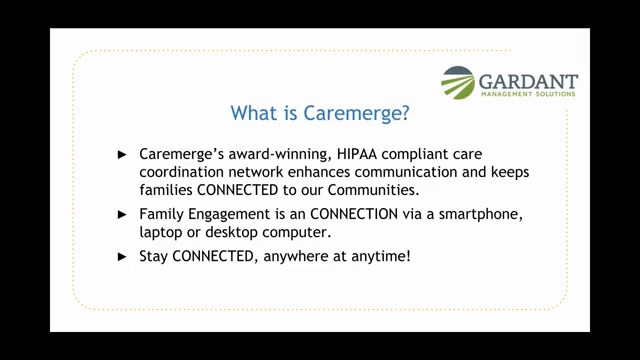 GARDANT
MANAGEMENT SOLUTIONS
What is Caremerge?
► Caremerge's award-winning, HIPAA compliant care
coordination network enhances communication and keeps
families CONNECTED to our Communities.
► Family Engagement is an CONNECTION via a smartphone,
laptop or desktop computer.
► Stay CONNECTED, anywhere at anytime!